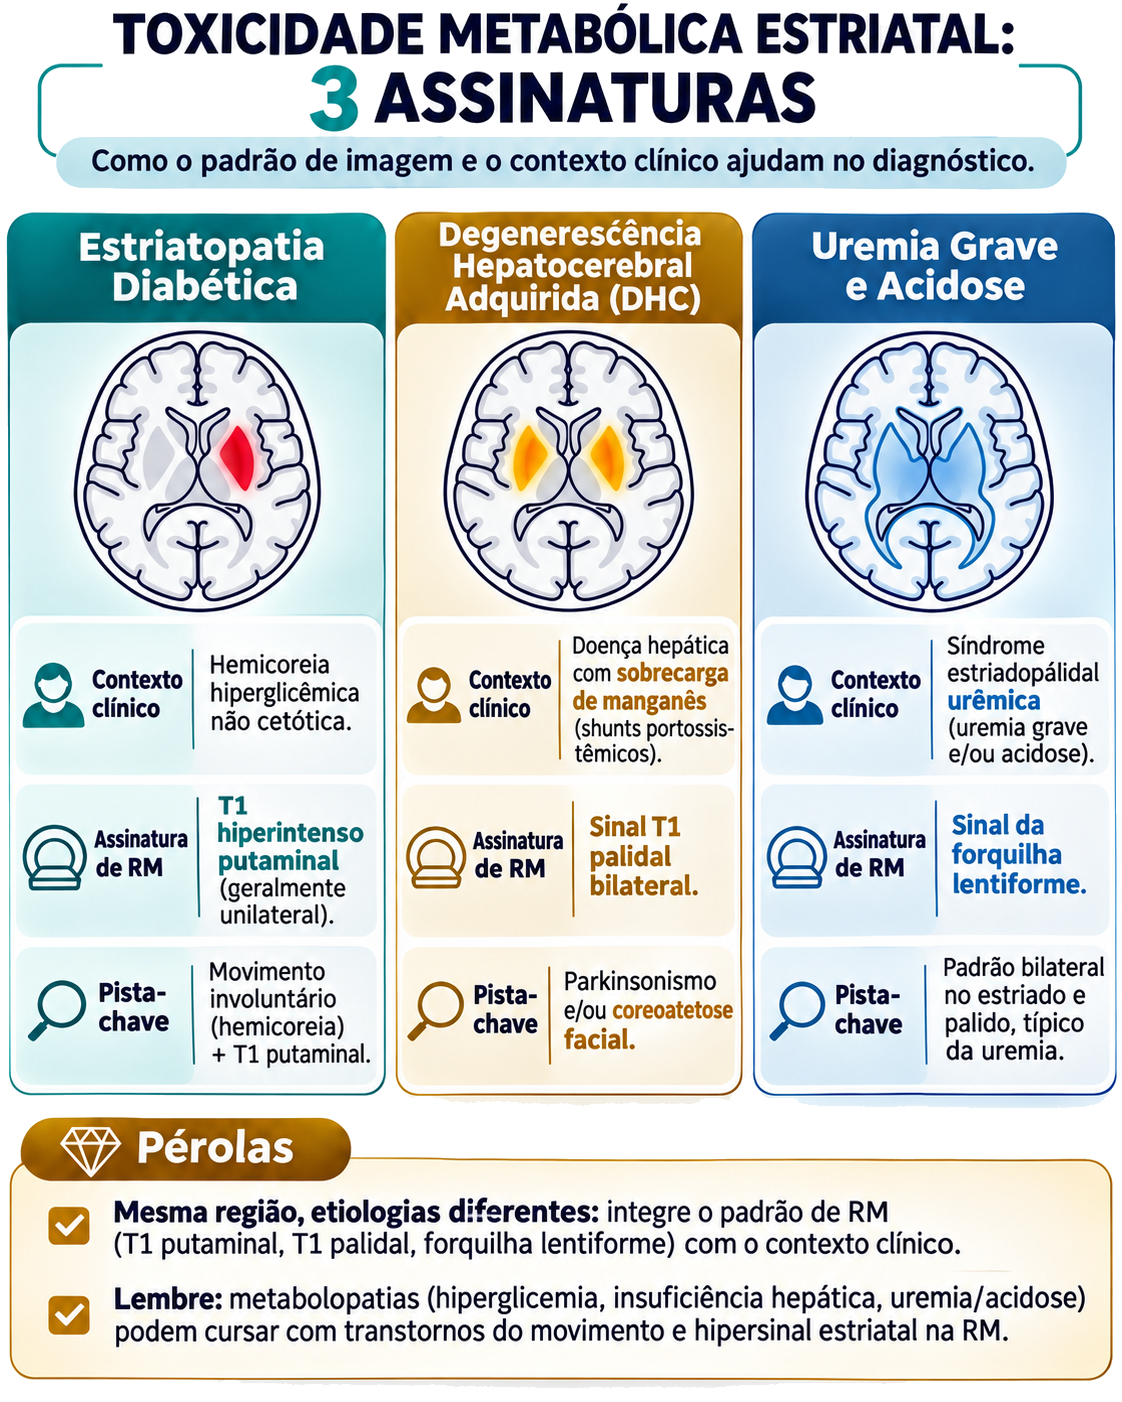 TOXICIDADE METABÓLICA ESTRIATAL:
3 ASSINATURAS
Como o padrão de imagem e o contexto clínico ajudam no diagnóstico.
Estriatopatia
Diabética
Contexto
clínico
Hemicoreia
hiperglicêmica
não cetótica.
Assinatura
de RM
T1
hiperintenso
putaminal
(geralmente
unilateral).
Pista-
chave
Movimento
involuntário
(hemicoreia)
+ T1 putaminal.
Degeneresćência
Hepatocerebral
Adquirida (DHC)
Contexto
clínico
Doença hepática
com sobrecarga
de manganês
(shunts portossis-
têmicos).
Assinatura
de RM
Sinal T1
palidal
bilateral.
Pista-
chave
Parkinsonismo
e/ou coreoatetose
facial.
Uremia Grave
e Acidose
Contexto
clínico
Síndrome
estriadopálidal
urêmica
(uremia grave
e/ou acidose).
Assinatura
de RM
Sinal da
forquilha
lentiforme.
Pista-
chave
Padrão bilateral
no estriado e
palido, típico
da uremia.
Pérolas
Mesma região, etiologias diferentes: integre o padrão de RM
(T1 putaminal, T1 palidal, forquilha lentiforme) com o contexto clínico.
Lembre: metabolopatias (hiperglicemia, insuficiência hepática, uremia/acidose)
podem cursar com transtornos do movimento e hipersinal estriatal na RM.